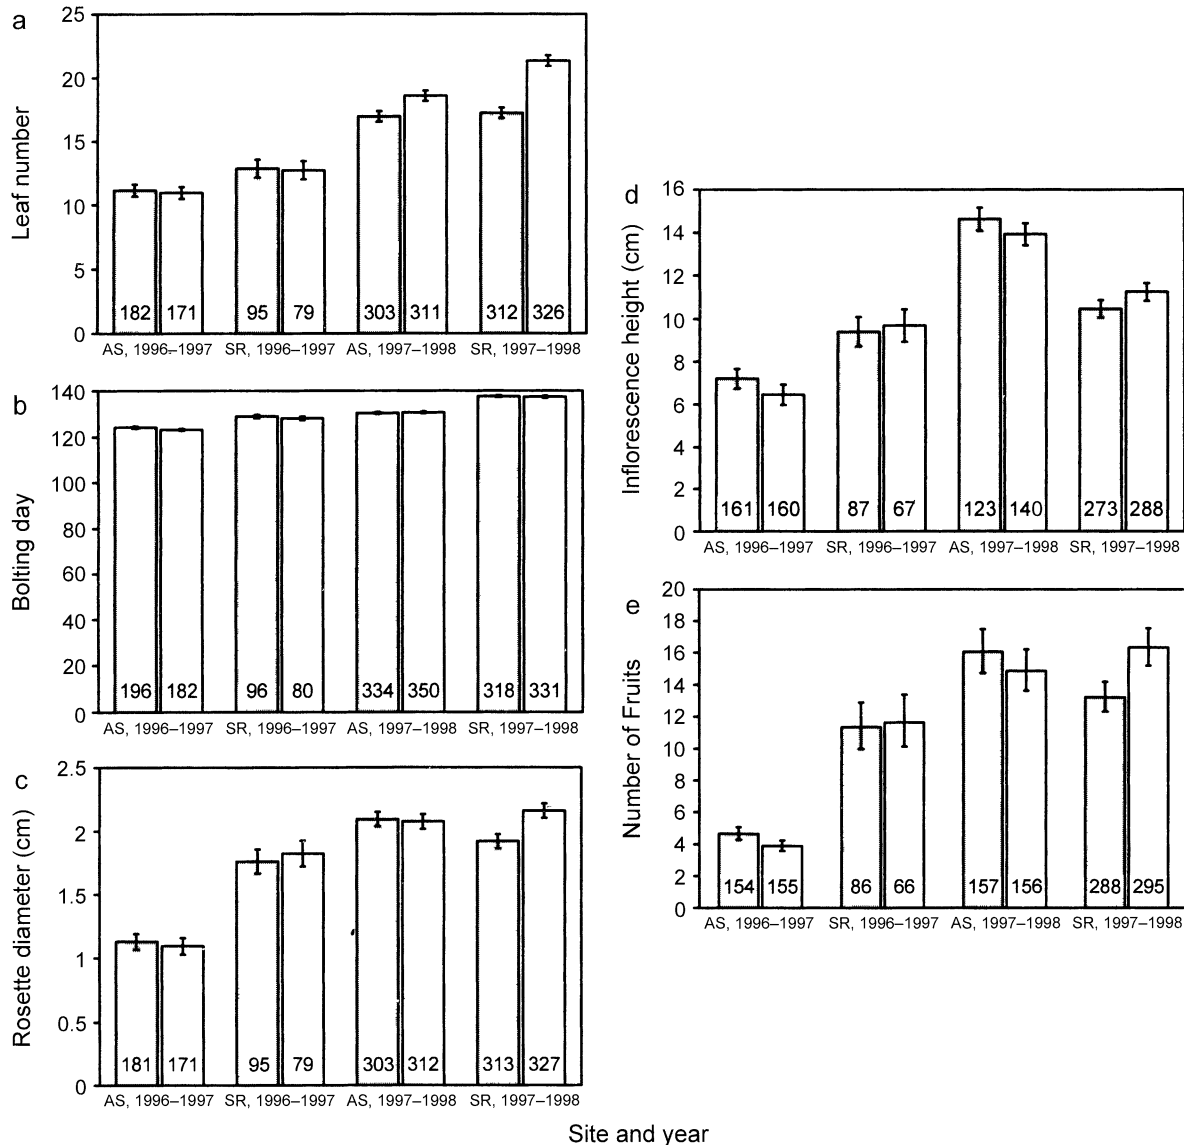 a
Leaf number
25
20
15
10
5
0
182 171 95 79 303 311 312 326
AS, 1996–1997 SR, 1996–1997 AS, 1997–1998 SR, 1997–1998
b
Bolting day
140
120
100
80
60
40
20
0
196 182 96 80 334 350 318 331
AS, 1996–1997 SR, 1996–1997 AS, 1997–1998 SR, 1997–1998
c
Rosette diameter (cm)
2.5
2
1.5
1
0.5
0
181 171 95 79 303 312 313 327
AS, 1996–1997 SR, 1996–1997 AS, 1997–1998 SR, 1997–1998
d
Inflorescence height (cm)
16
14
12
10
8
6
4
2
0
161 160 87 67 123 140 273 288
AS, 1996–1997 SR, 1996–1997 AS, 1997–1998 SR, 1997–1998
e
Number of Fruits
20
18
16
14
12
10
8
6
4
2
0
154 155 86 66 157 156 288 295
AS, 1996–1997 SR, 1996–1997 AS, 1997–1998 SR, 1997–1998
Site and year